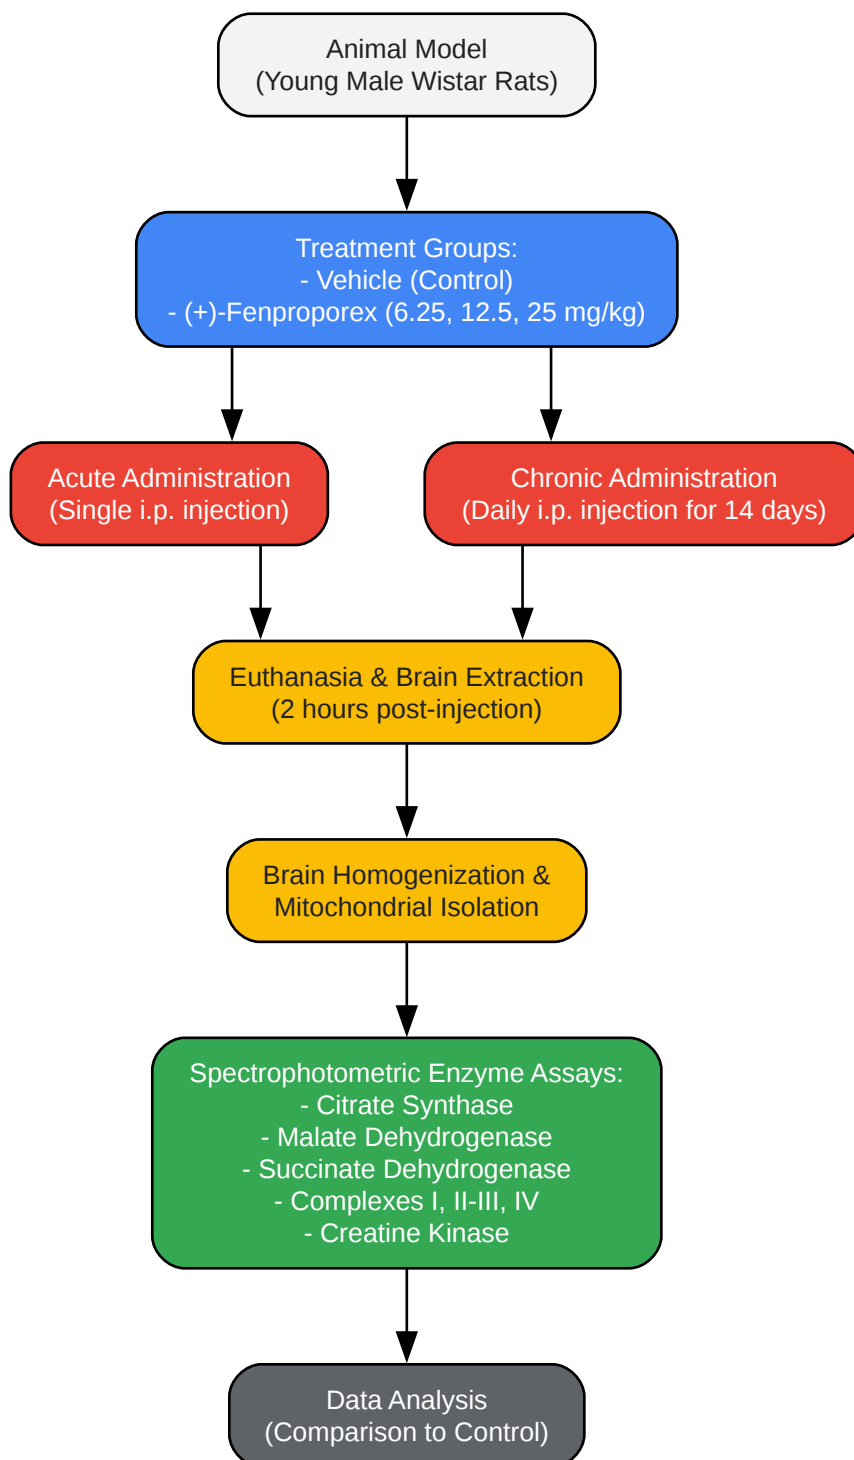 Animal Model
(Young Male Wistar Rats)
Treatment Groups:
- Vehicle (Control)
- (+)-Fenproporex (6.25, 12.5, 25 mg/kg)
Acute Administration
(Single i.p. injection)
Chronic Administration
(Daily i.p. injection for 14 days)
Euthanasia & Brain Extraction
(2 hours post-injection)
Brain Homogenization &
Mitochondrial Isolation
Spectrophotometric Enzyme Assays:
- Citrate Synthase
- Malate Dehydrogenase
- Succinate Dehydrogenase
- Complexes I, II-III, IV
- Creatine Kinase
Data Analysis
(Comparison to Control)